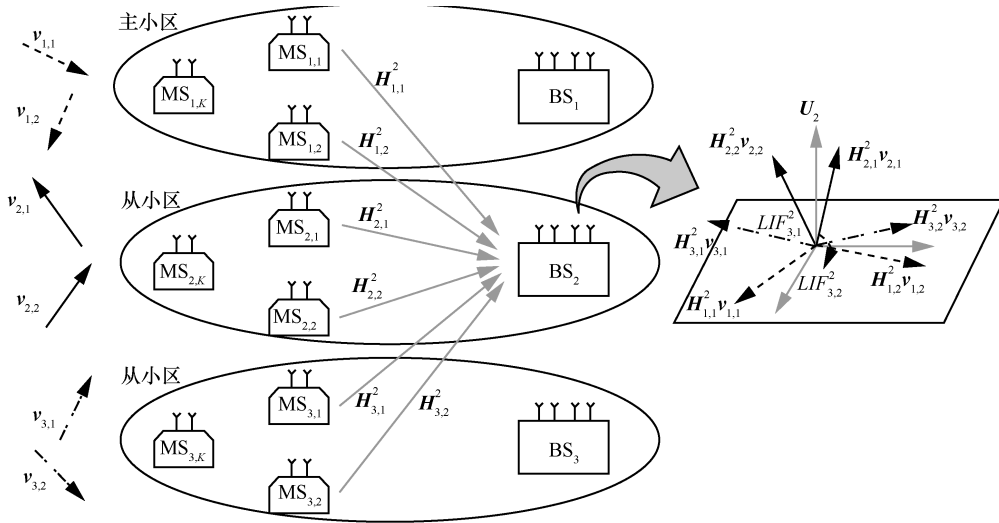 主小区
v1,1
v1,2
MS1,K
MS1,1
MS1,2
H²1,1
H²1,2
BS1
从小区
v2,1
v2,2
MS2,K
MS2,1
MS2,2
H²2,1
H²2,2
BS2
从小区
v3,1
v3,2
MS3,K
MS3,1
MS3,2
H²3,1
H²3,2
BS3
U2
H²2,2v2,2
H²2,1v2,1
H²3,1v3,1
LIF²3,1
H²3,2v3,2
LIF²3,2
H²1,2v1,2
H²1,1v1,1